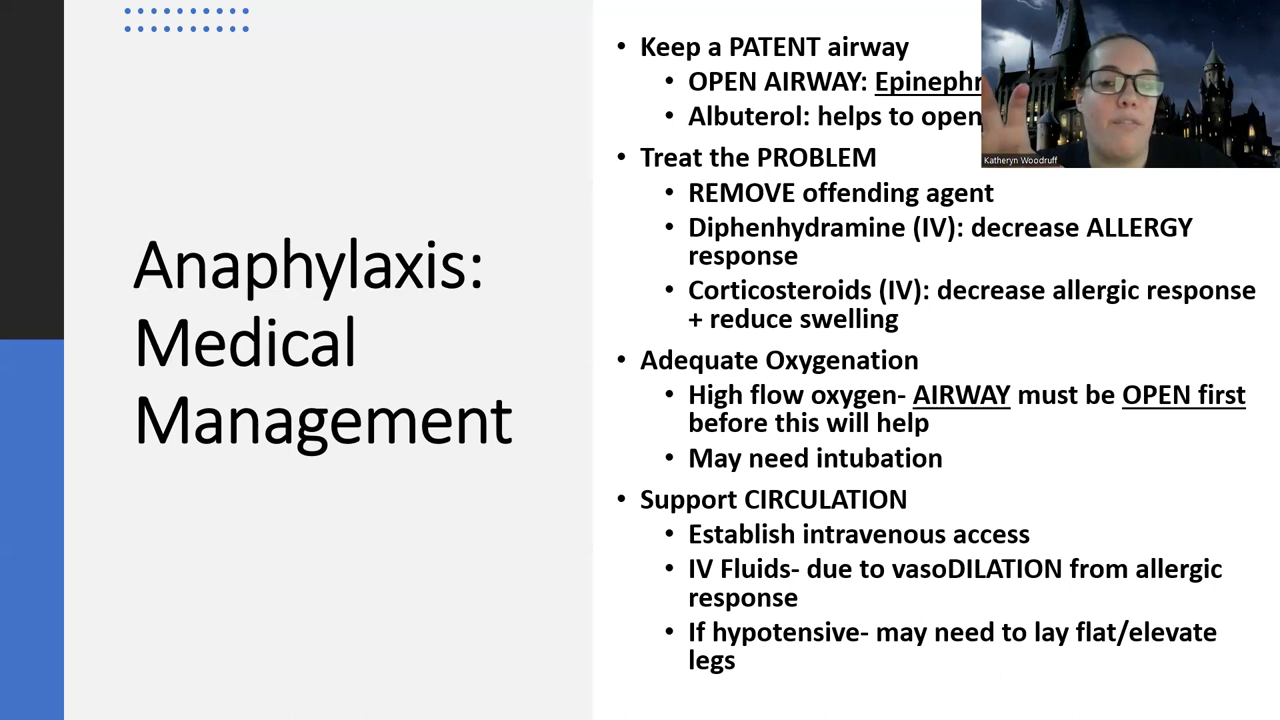 Anaphylaxis:
Medical
Management
• Keep a PATENT airway
• OPEN AIRWAY: Epinephr
• Albuterol: helps to open
• Treat the PROBLEM
• REMOVE offending agent
• Diphenhydramine (IV): decrease ALLERGY
response
• Corticosteroids (IV): decrease allergic response
+ reduce swelling
• Adequate Oxygenation
• High flow oxygen- AIRWAY must be OPEN first
before this will help
• May need intubation
• Support CIRCULATION
• Establish intravenous access
• IV Fluids- due to vasoDILATION from allergic
response
• If hypotensive- may need to lay flat/elevate
legs
Katheryn Woodruff